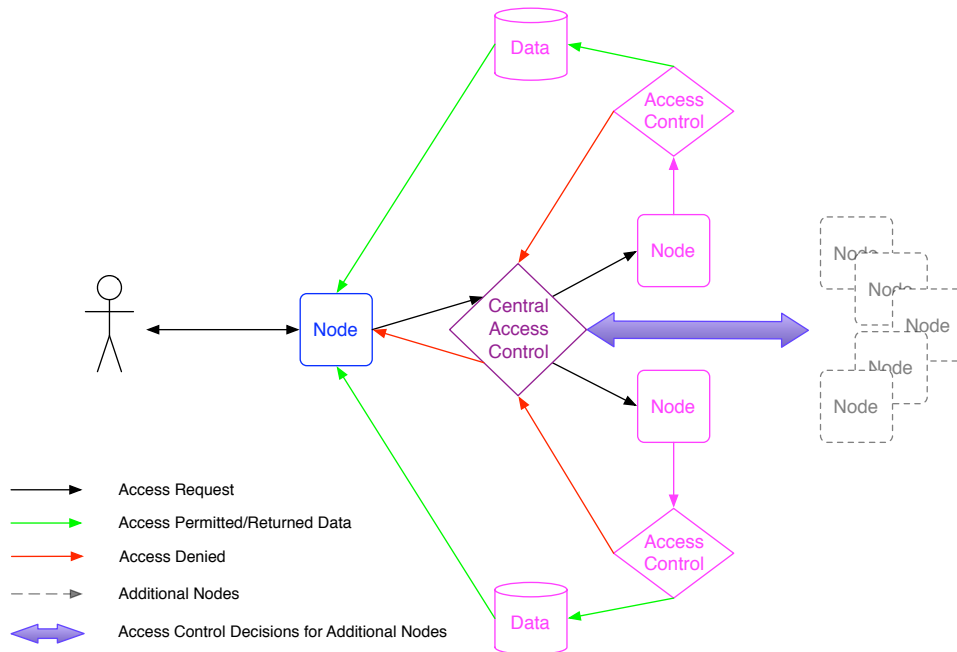 Data
Access
Control
Node
Node
Node
Node
Central
Access
Control
Node
Node
Node
Node
Node
Access Request
Access Permitted/Returned Data
Access
Control
Access Denied
Additional Nodes
Data
Access Control Decisions for Additional Nodes